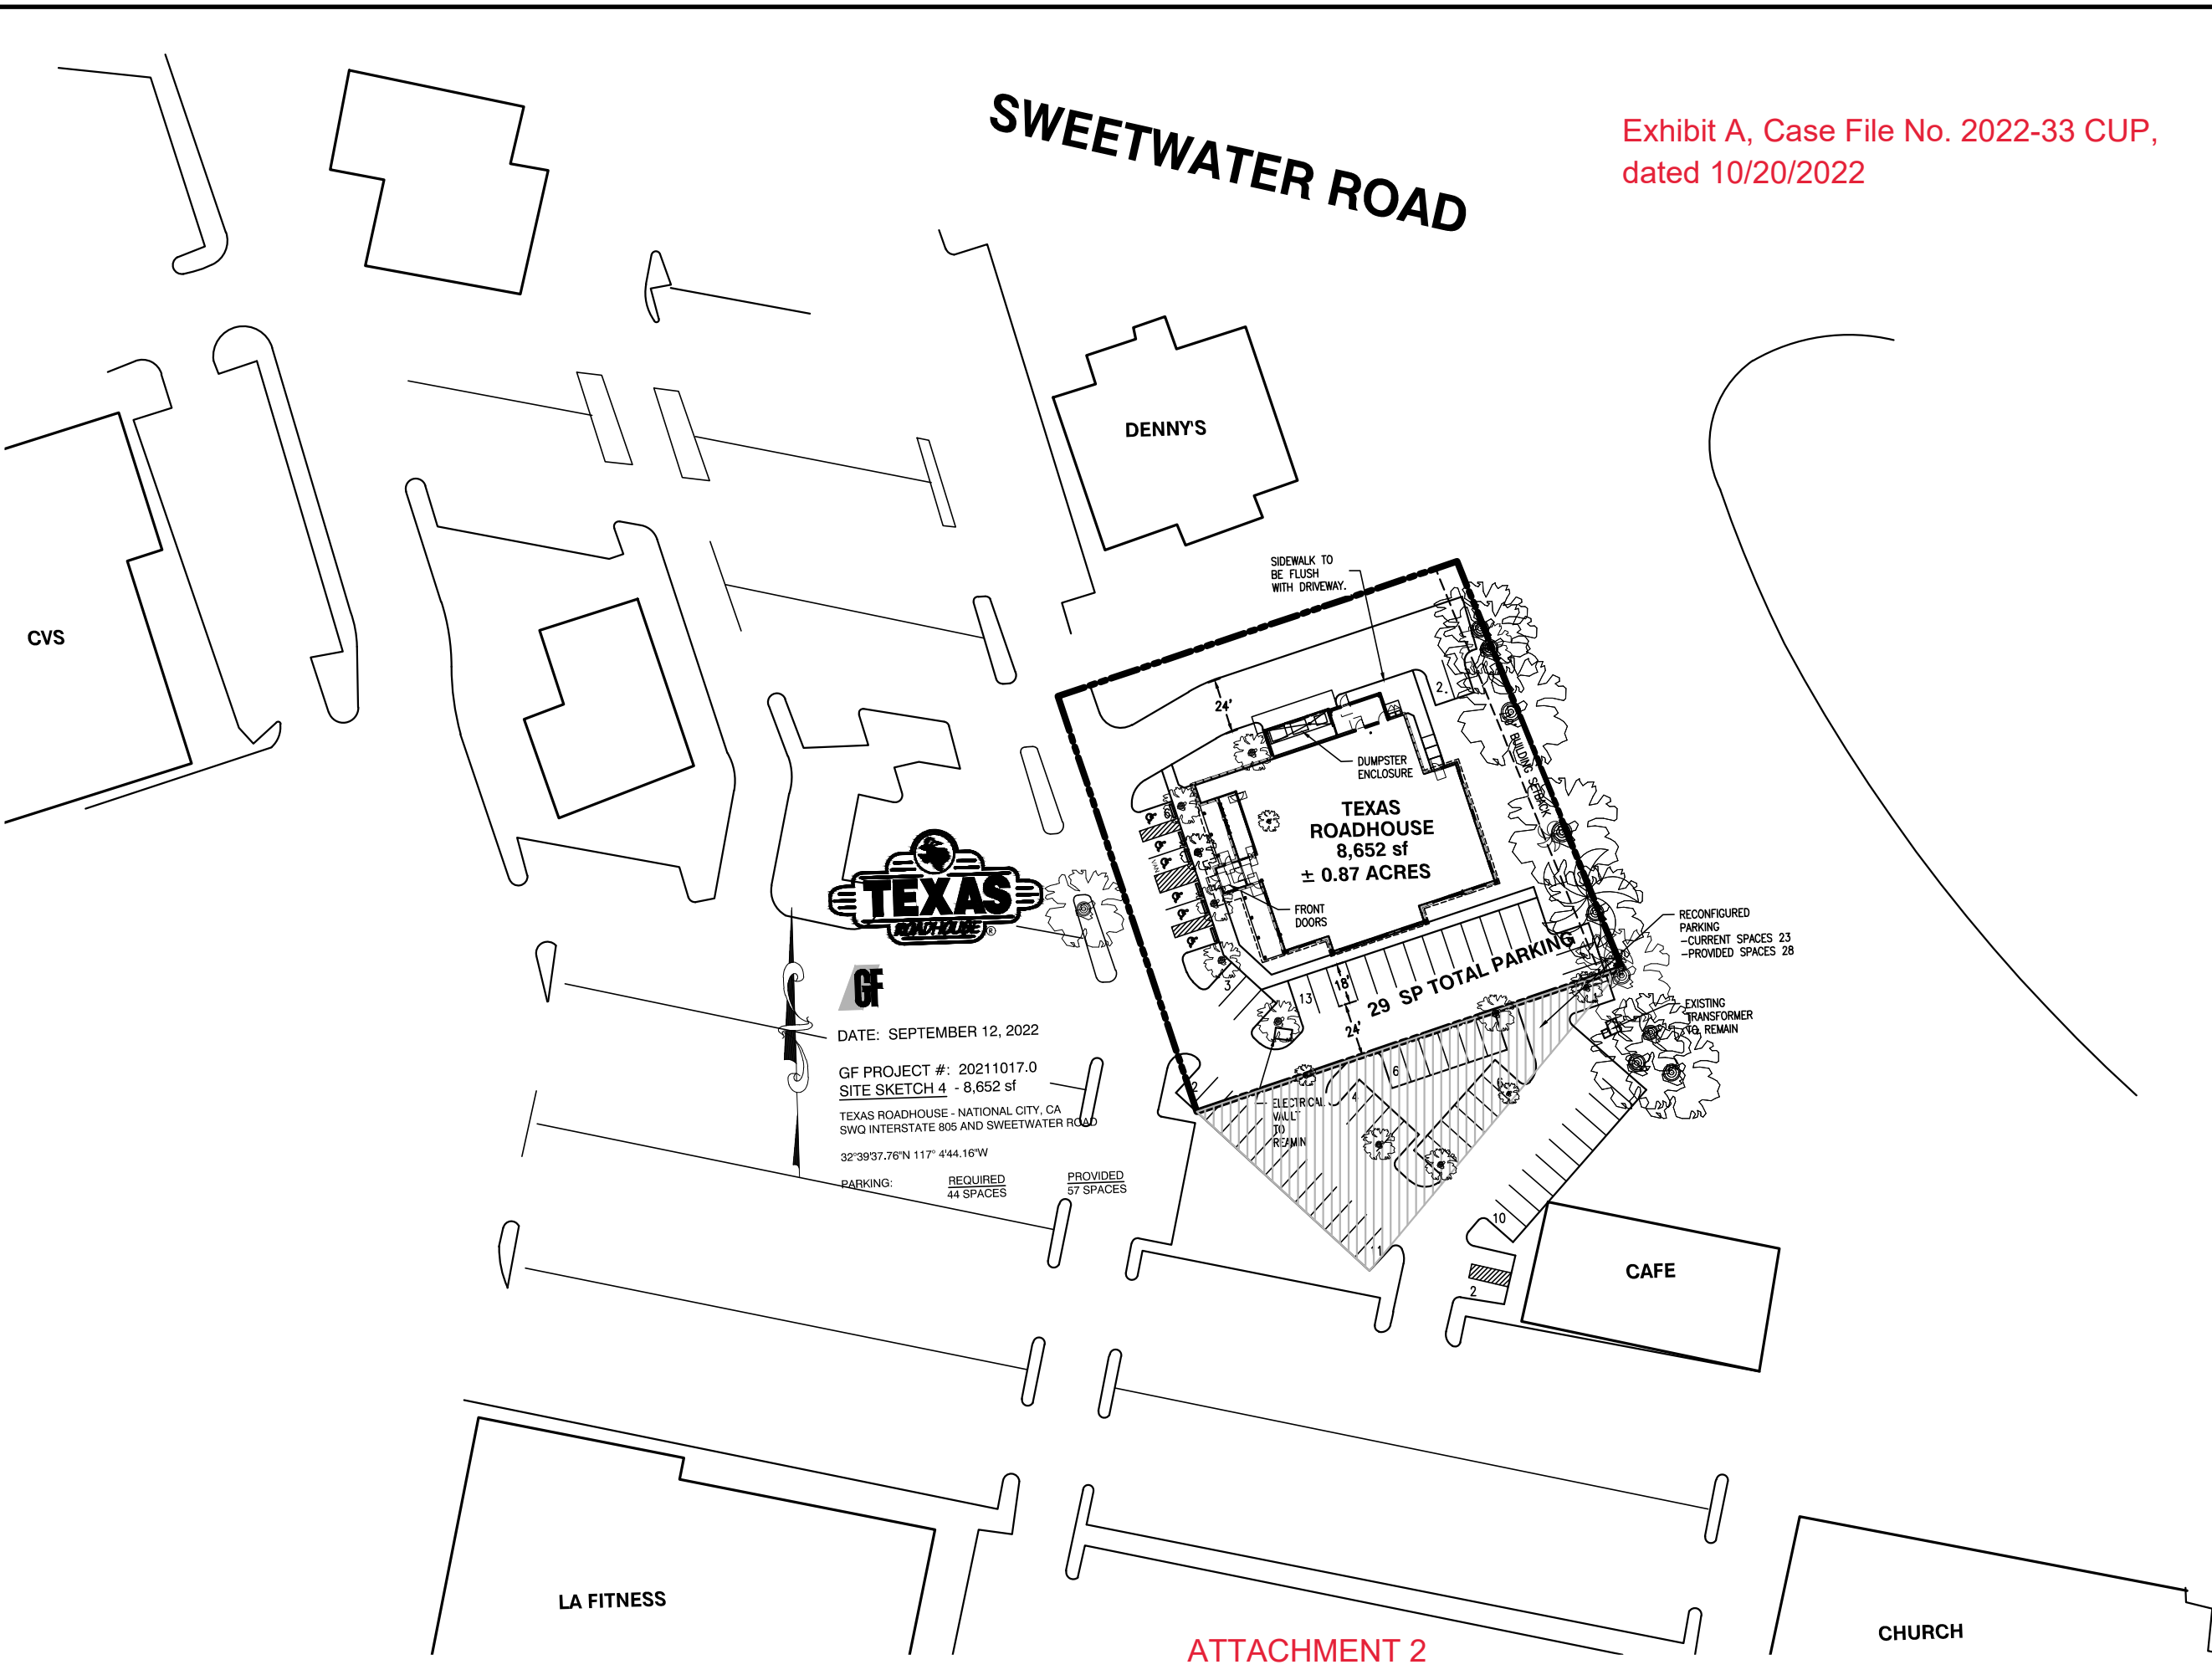 SWEETWATER ROAD
Exhibit A, Case File No. 2022-33 CUP,
dated 10/20/2022
DENNY'S
CVS
SIDEWALK TO
BE FLUSH
WITH DRIVEWAY.
24'
2.
BUILDING SETBACK
DUMPSTER
ENCLOSURE
TEXAS
ROADHOUSE
8,652 sf
± 0.87 ACRES
VAN
FRONT
DOORS
TEXAS
ROADHOUSE®
RECONFIGURED
PARKING
-CURRENT SPACES 23
-PROVIDED SPACES 28
29 SP TOTAL PARKING
3
13
18'
24'
EXISTING
TRANSFORMER
TO REMAIN
GF
DATE: SEPTEMBER 12, 2022
GF PROJECT #: 20211017.0
SITE SKETCH 4 - 8,652 sf
TEXAS ROADHOUSE - NATIONAL CITY, CA
SWQ INTERSTATE 805 AND SWEETWATER ROAD
32°39'37.76"N 117° 4'44.16"W
PARKING:
REQUIRED
44 SPACES
PROVIDED
57 SPACES
2
6
6
4
ELECTRICAL
VAULT
TO
REAMIN
11
10
2
CAFE
LA FITNESS
CHURCH
ATTACHMENT 2